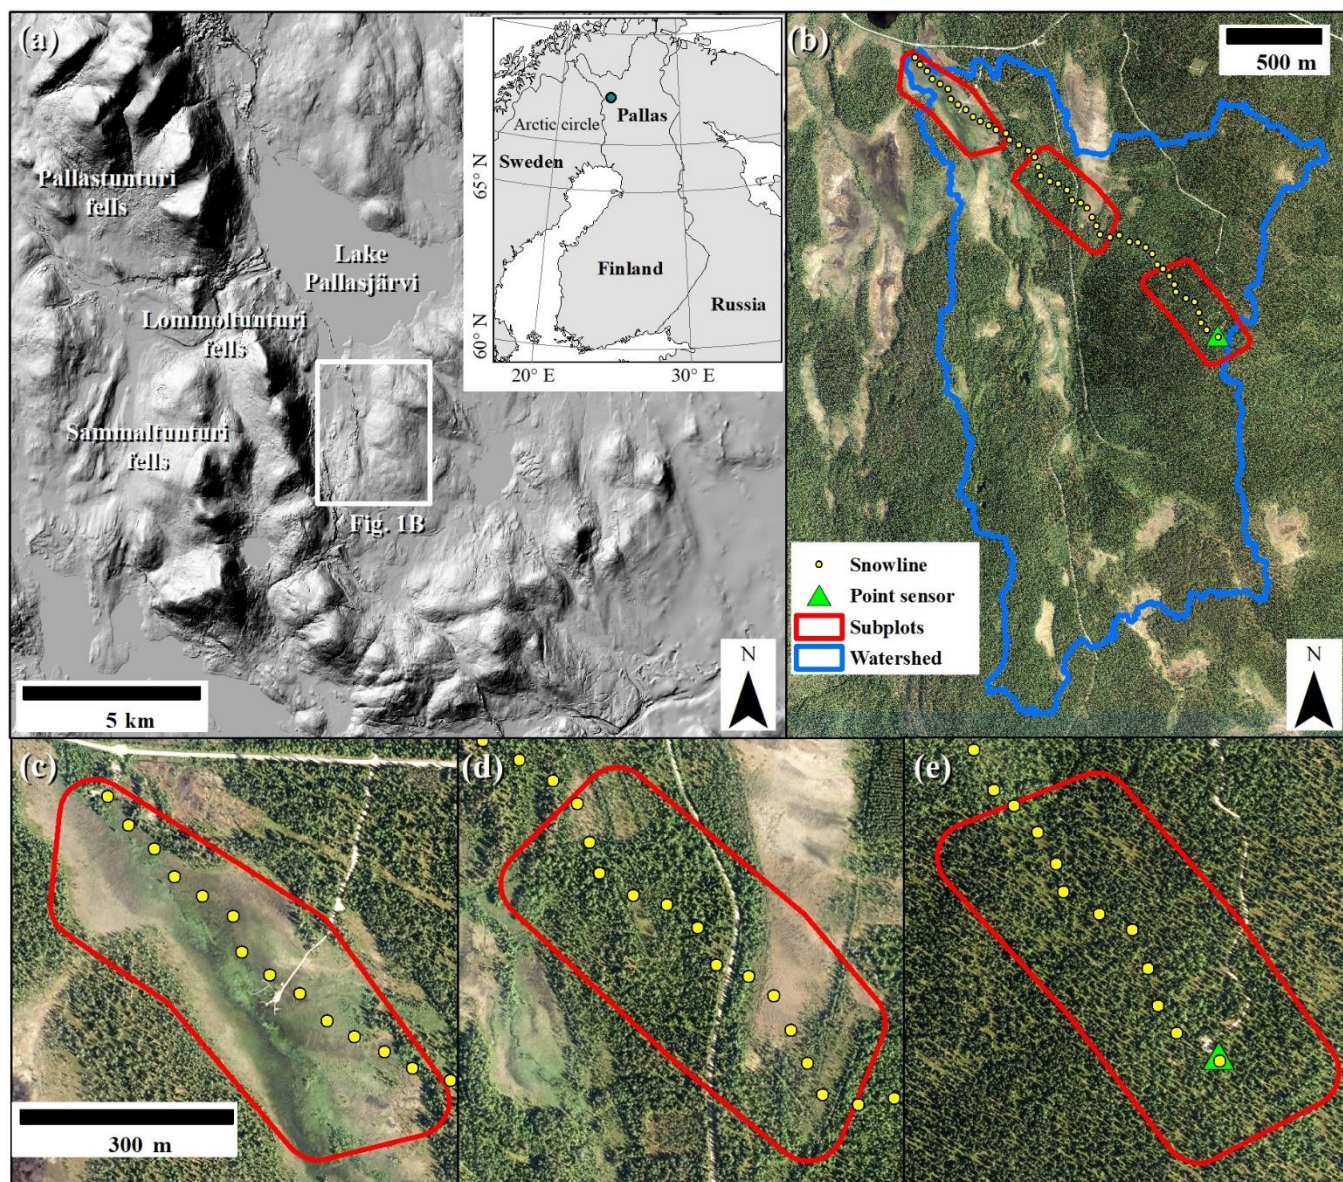 (a)
Pallastunturi
fells
Lake
Pallasjärvi
Lommoltunturi
fells
Sammaltunturi
fells
Fig. 1B
5 km
N
Pallas
Arctic circle
Sweden
65° N
Finland
Russia
60° N
20° E
30° E
(b)
500 m
Snowline
Point sensor
Subplots
Watershed
N
(c)
300 m
(d)
(e)